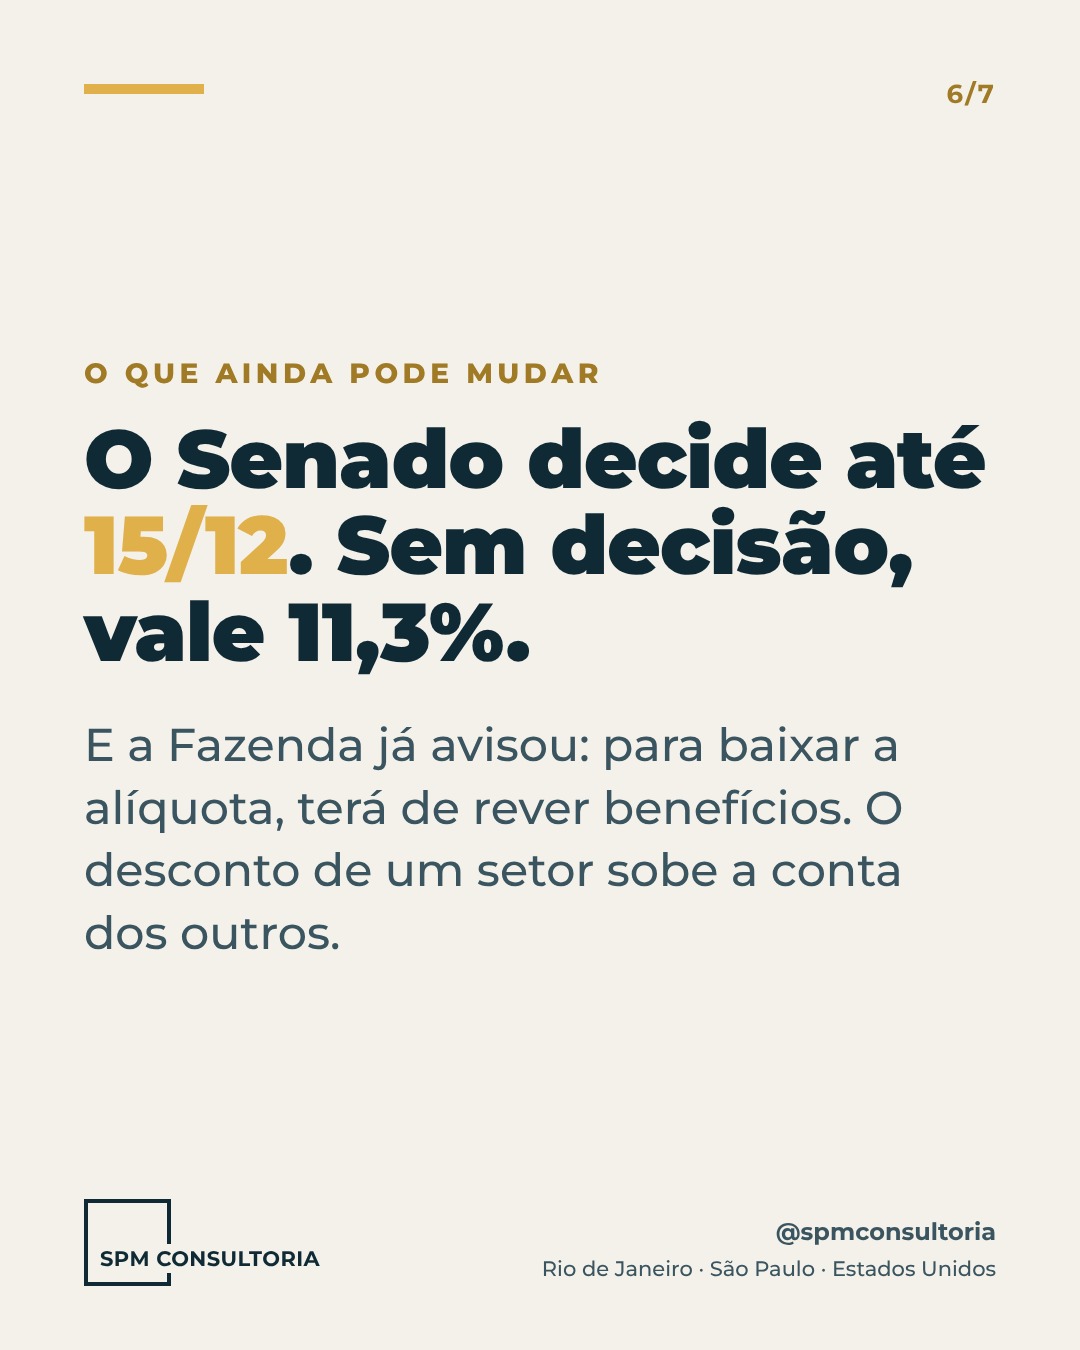 6/7
O QUE AINDA PODE MUDAR
O Senado decide até
15/12. Sem decisão,
vale 11,3%.
E a Fazenda já avisou: para baixar a
alíquota, terá de rever benefícios. O
desconto de um setor sobe a conta
dos outros.
SPM CONSULTORIA
@spmconsultoria
Rio de Janeiro · São Paulo · Estados Unidos